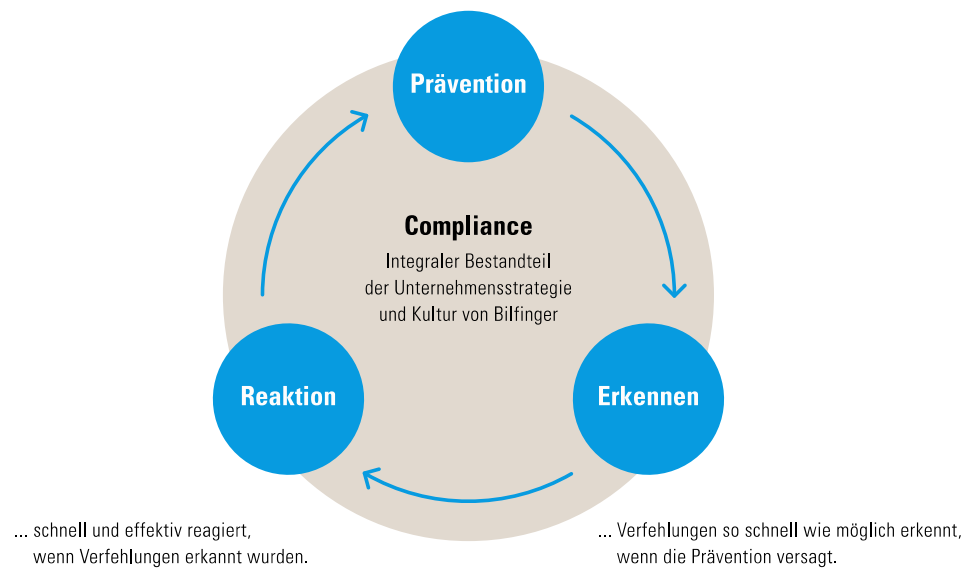 Prävention
Compliance
Integraler Bestandteil
der Unternehmensstrategie
und Kultur von Bilfinger
Reaktion
Erkennen
... schnell und effektiv reagiert,
wenn Verfehlungen erkannt wurden.
... Verfehlungen so schnell wie möglich erkennt,
wenn die Prävention versagt.